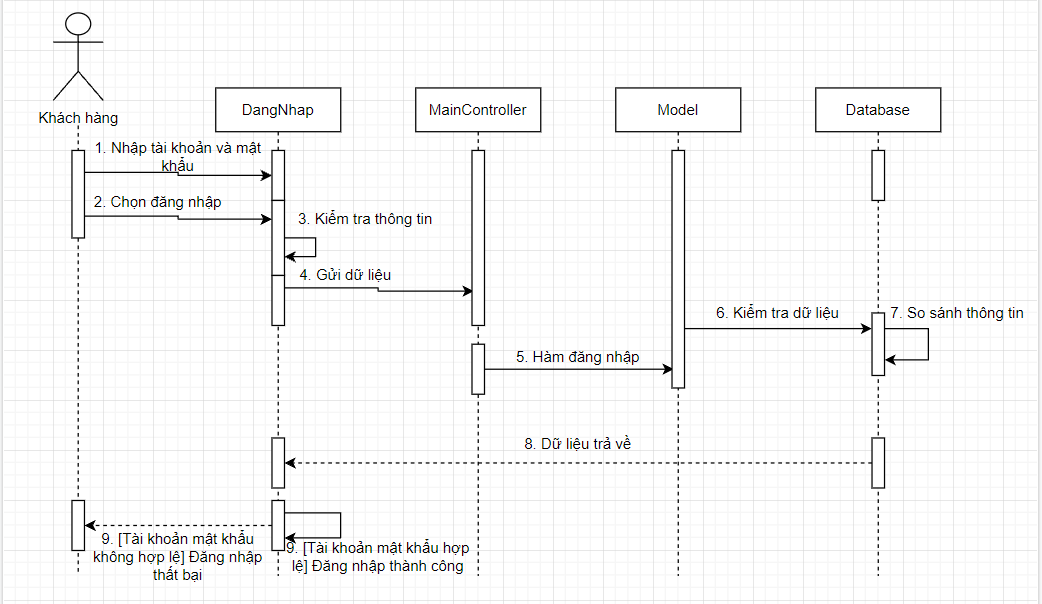 Khách hàng
DangNhap
MainController
Model
Database
1. Nhập tài khoản và mật
khẩu
2. Chọn đăng nhập
3. Kiểm tra thông tin
4. Gửi dữ liệu
6. Kiểm tra dữ liệu
7. So sánh thông tin
5. Hàm đăng nhập
8. Dữ liệu trả về
9. [Tài khoản mật khẩu
không hợp lệ] Đăng nhập
thất bại
9. [Tài khoản mật khẩu hợp
lệ] Đăng nhập thành công